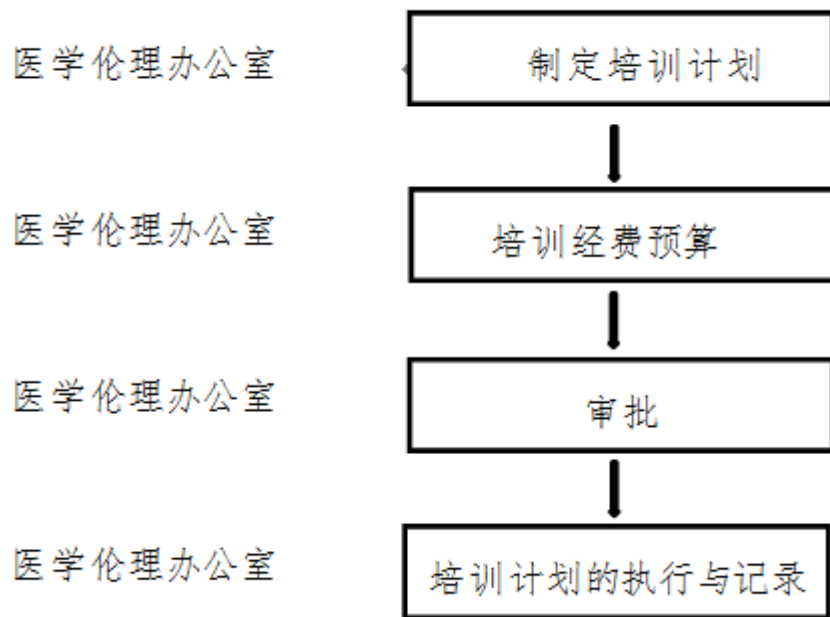 医学伦理办公室
制定培训计划
医学伦理办公室
培训经费预算
医学伦理办公室
审批
医学伦理办公室
培训计划的执行与记录